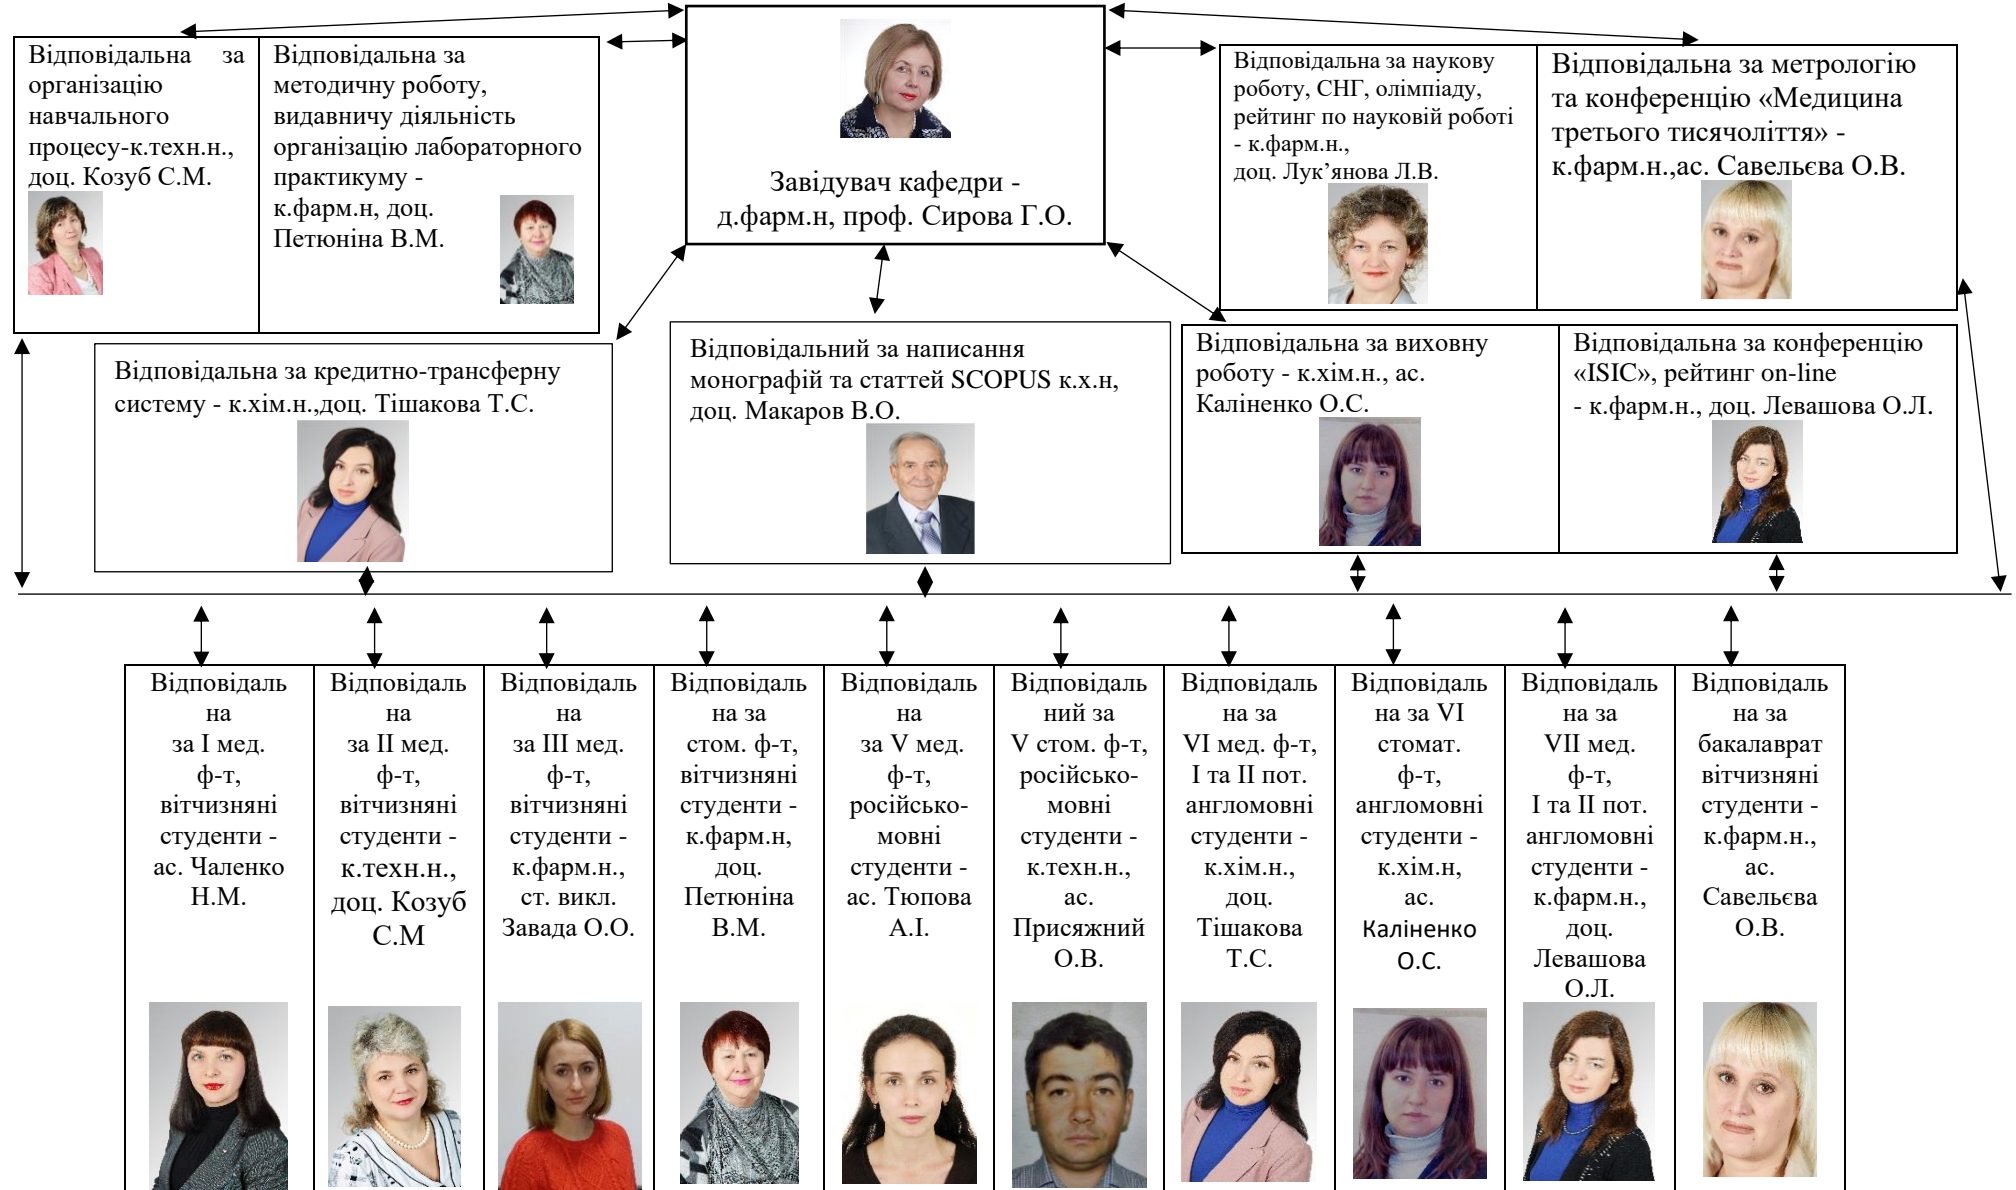 Відповідальна за
організацію
навчального
процесу-к.техн.н.,
доц. Козуб С.М.
Відповідальна за
методичну роботу,
видавничу діяльність
організацію лабораторного
практикуму -
к.фарм.н, доц.
Петюніна В.М.
Завідувач кафедри -
д.фарм.н, проф. Сирова Г.О.
Відповідальна за наукову
роботу, СНГ, олімпіаду,
рейтинг по науковій роботі
- к.фарм.н.,
доц. Лук’янова Л.В.
Відповідальна за метрологію
та конференцію «Медицина
третього тисячоліття» -
к.фарм.н.,ас. Савельєва О.В.
Відповідальна за кредитно-трансферну
систему - к.хім.н.,доц. Тішакова Т.С.
Відповідальний за написання
монографій та статтей SCOPUS к.х.н,
доц. Макаров В.О.
Відповідальна за виховну
роботу - к.хім.н., ас.
Каліненко О.С.
Відповідальна за конференцію
«ISIC», рейтинг on-line
- к.фарм.н., доц. Левашова О.Л.
Відповідаль
на
за І мед.
ф-т,
вітчизняні
студенти -
ас. Чаленко
Н.М.
Відповідаль
на
за ІІ мед.
ф-т,
вітчизняні
студенти -
к.техн.н.,
доц. Козуб
С.М
Відповідаль
на
за ІІІ мед.
ф-т,
вітчизняні
студенти -
к.фарм.н.,
ст. викл.
Завада О.О.
Відповідаль
на за
стом. ф-т,
вітчизняні
студенти -
к.фарм.н,
доц.
Петюніна
В.М.
Відповідаль
на
за V мед.
ф-т,
російсько-
мовні
студенти -
ас. Тюпова
А.І.
Відповідаль
ний за
V стом. ф-т,
російсько-
мовні
студенти -
к.техн.н.,
ас.
Присяжний
О.В.
Відповідаль
на за
VI мед. ф-т,
І та ІІ пот.
англомовні
студенти -
к.хім.н.,
доц.
Тішакова
Т.С.
Відповідаль
на за VI
стомат.
ф-т,
англомовні
студенти -
к.хім.н,
ас.
Каліненко
О.С.
Відповідаль
на за
VII мед.
ф-т,
І та ІІ пот.
англомовні
студенти -
к.фарм.н.,
доц.
Левашова
О.Л.
Відповідаль
на за
бакалаврат
вітчизняні
студенти -
к.фарм.н.,
ас.
Савельєва
О.В.